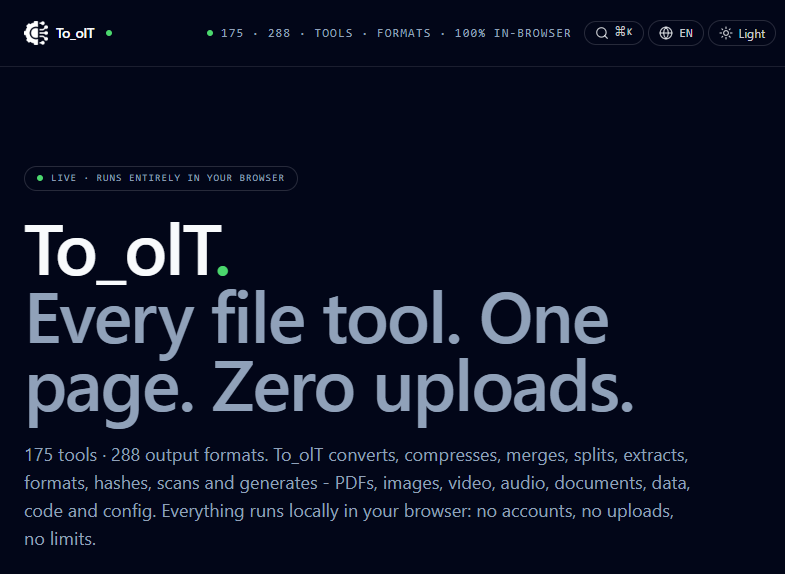 To_olT
175 · 288 · TOOLS · FORMATS · 100% IN-BROWSER
⌘K
EN
Light
LIVE · RUNS ENTIRELY IN YOUR BROWSER
To_olT.
Every file tool. One
page. Zero uploads.
175 tools · 288 output formats. To_olT converts, compresses, merges, splits, extracts,
formats, hashes, scans and generates - PDFs, images, video, audio, documents, data,
code and config. Everything runs locally in your browser: no accounts, no uploads,
no limits.